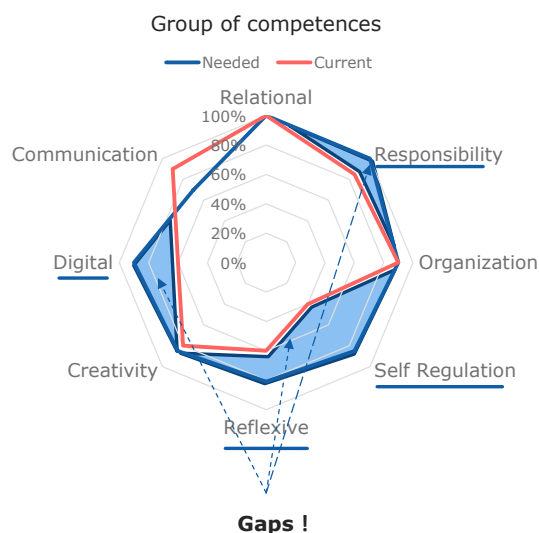 Group of competences
Needed Current
Relational
100%
Communication
80%
Responsibility
60%
40%
20%
Digital
0%
Organization
Creativity
Self Regulation
Reflexive
Gaps !